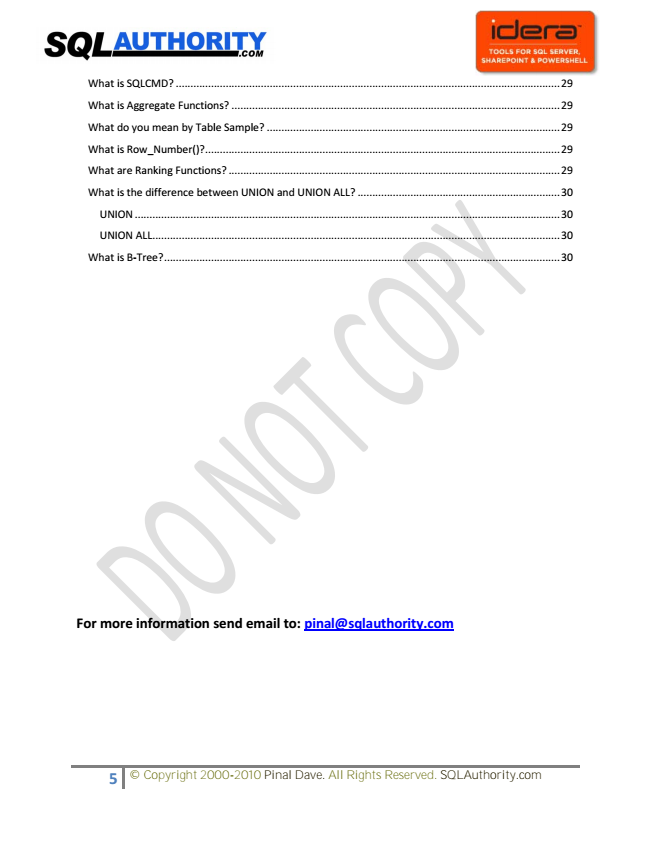 SQLAUTHORITY
.COM
idera™
TOOLS FOR SQL SERVER,
SHAREPOINT & POWERSHELL
What is SQLCMD? ........................................................................ 29
What is Aggregate Functions? ........................................................................ 29
What do you mean by Table Sample? ........................................................................ 29
What is Row_Number()?........................................................................ 29
What are Ranking Functions? ........................................................................ 29
What is the difference between UNION and UNION ALL? ........................................................................ 30
UNION ........................................................................ 30
UNION ALL........................................................................ 30
What is B-Tree?........................................................................ 30
DO NOT COPY
For more information send email to: pinal@sqlauthority.com
5 © Copyright 2000-2010 Pinal Dave. All Rights Reserved. SQLAuthority.com